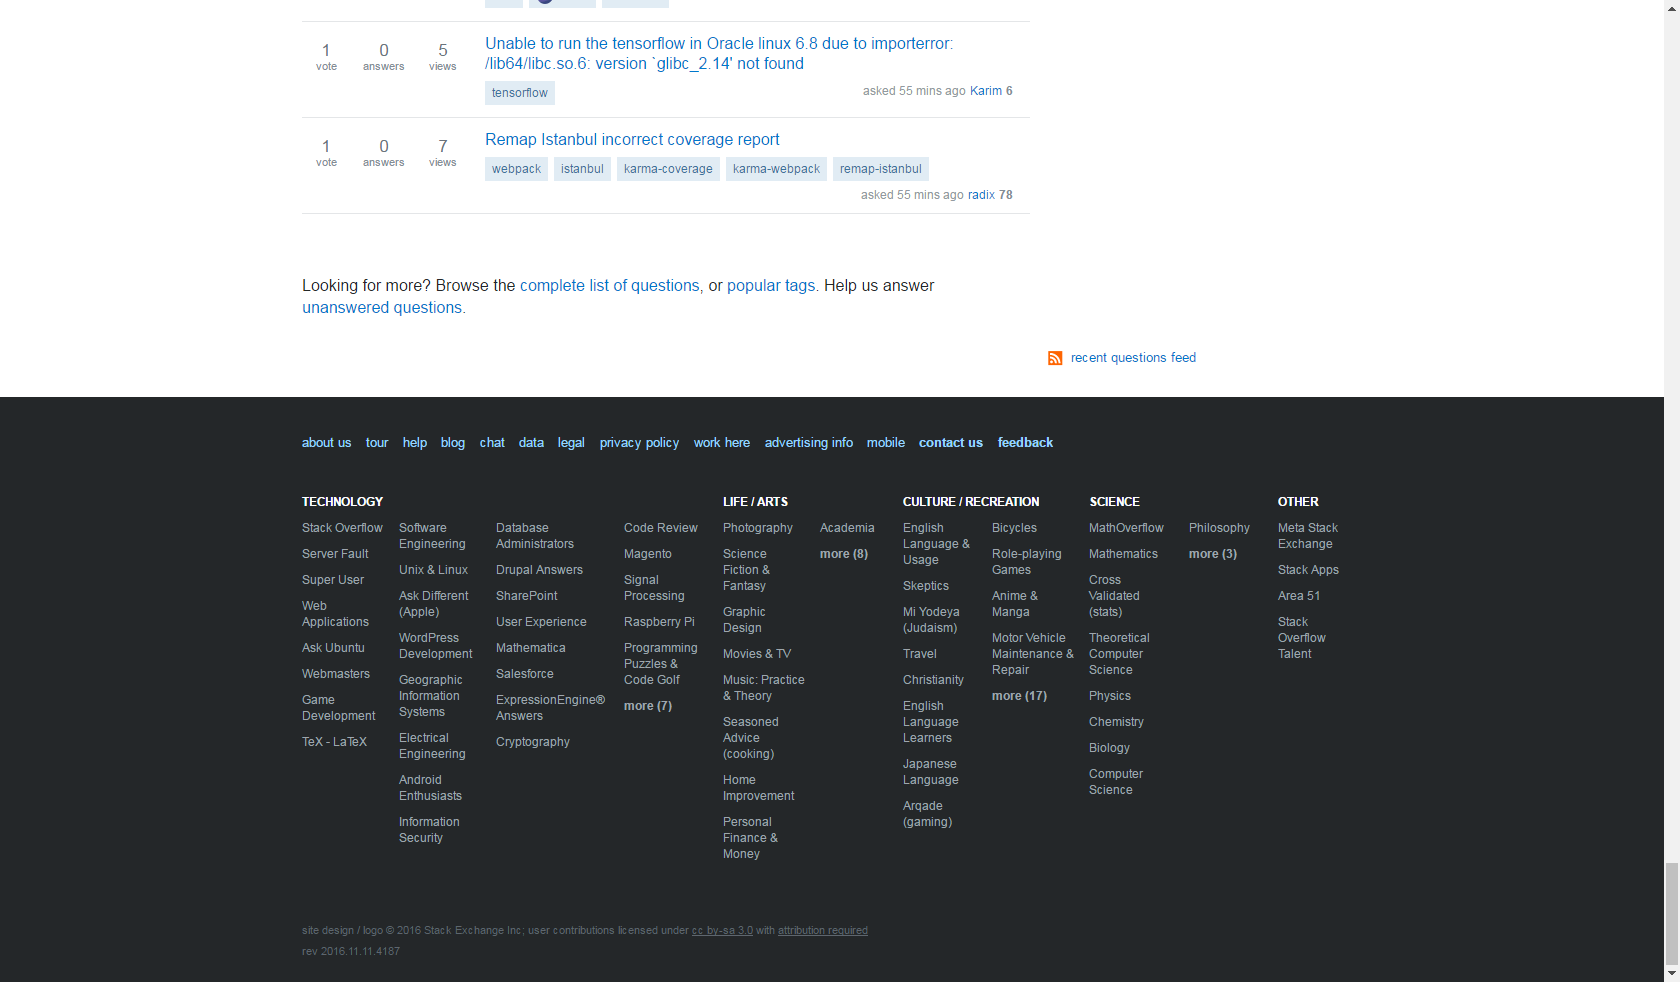 1
vote
0
answers
5
views
Unable to run the tensorflow in Oracle linux 6.8 due to importerror:
/lib64/libc.so.6: version `glibc_2.14' not found
tensorflow
asked 55 mins ago Karim 6
1
vote
0
answers
7
views
Remap Istanbul incorrect coverage report
webpack istanbul karma-coverage karma-webpack remap-istanbul
asked 55 mins ago radix 78
Looking for more? Browse the complete list of questions, or popular tags. Help us answer
unanswered questions.
recent questions feed
about us tour help blog chat data legal privacy policy work here advertising info mobile contact us feedback
TECHNOLOGY
Stack Overflow
Server Fault
Super User
Web
Applications
Ask Ubuntu
Webmasters
Game
Development
TeX - LaTeX
Software
Engineering
Unix & Linux
Ask Different
(Apple)
WordPress
Development
Geographic
Information
Systems
Electrical
Engineering
Android
Enthusiasts
Information
Security
Database
Administrators
Drupal Answers
SharePoint
User Experience
Mathematica
Salesforce
ExpressionEngine®
Answers
Cryptography
Code Review
Magento
Signal
Processing
Raspberry Pi
Programming
Puzzles &
Code Golf
more (7)
LIFE / ARTS
Photography
Science
Fiction &
Fantasy
Graphic
Design
Movies & TV
Music: Practice
& Theory
Seasoned
Advice
(cooking)
Home
Improvement
Personal
Finance &
Money
Academia
more (8)
CULTURE / RECREATION
English
Language &
Usage
Skeptics
Mi Yodeya
(Judaism)
Travel
Christianity
English
Language
Learners
Japanese
Language
Arqade
(gaming)
Bicycles
Role-playing
Games
Anime &
Manga
Motor Vehicle
Maintenance &
Repair
more (17)
SCIENCE
MathOverflow
Mathematics
Cross
Validated
(stats)
Theoretical
Computer
Science
Physics
Chemistry
Biology
Computer
Science
Philosophy
more (3)
OTHER
Meta Stack
Exchange
Stack Apps
Area 51
Stack
Overflow
Talent
site design / logo © 2016 Stack Exchange Inc; user contributions licensed under cc by-sa 3.0 with attribution required
rev 2016.11.11.4187